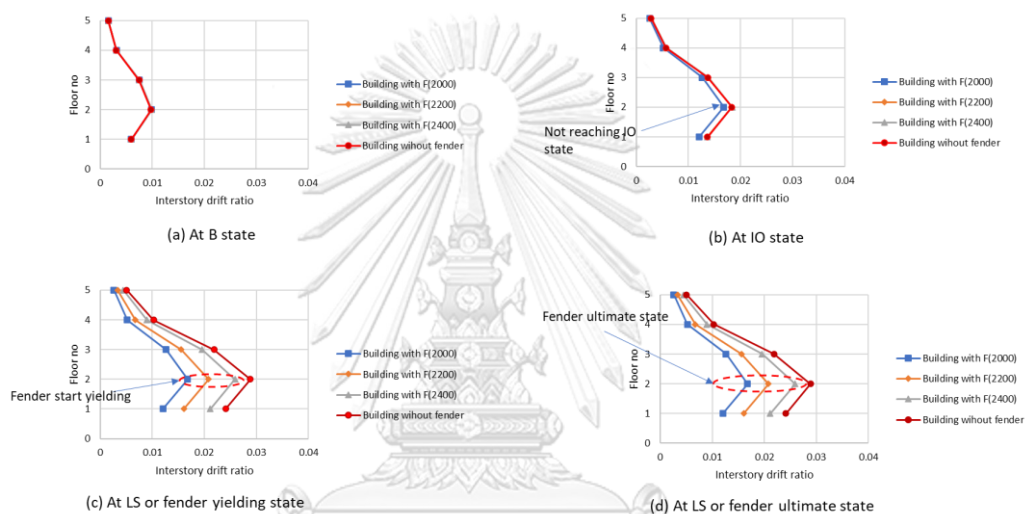 5
4
3
2
1
0
Floor no
0
0.01
0.02
0.03
0.04
Interstory drift ratio
Building with F(2000)
Building with F(2200)
Building with F(2400)
Building wihout fender
(a) At B state
5
4
3
2
1
0
Floor no
0
0.01
0.02
0.03
0.04
Interstory drift ratio
Not reaching IO
state
Building with F(2000)
Building with F(2200)
Building with F(2400)
Building wihout fender
(b) At IO state
5
4
3
2
1
0
Floor no
0
0.01
0.02
0.03
0.04
Interstory drift ratio
Fender start yielding
Building with F(2000)
Building with F(2200)
Building with F(2400)
Building wihout fender
(c) At LS or fender yielding state
5
4
3
2
1
0
Floor no
0
0.01
0.02
0.03
0.04
Interstory drift ratio
Fender ultimate state
Building with F(2000)
Building with F(2200)
Building with F(2400)
Building wihout fender
(d) At LS or fender ultimate state